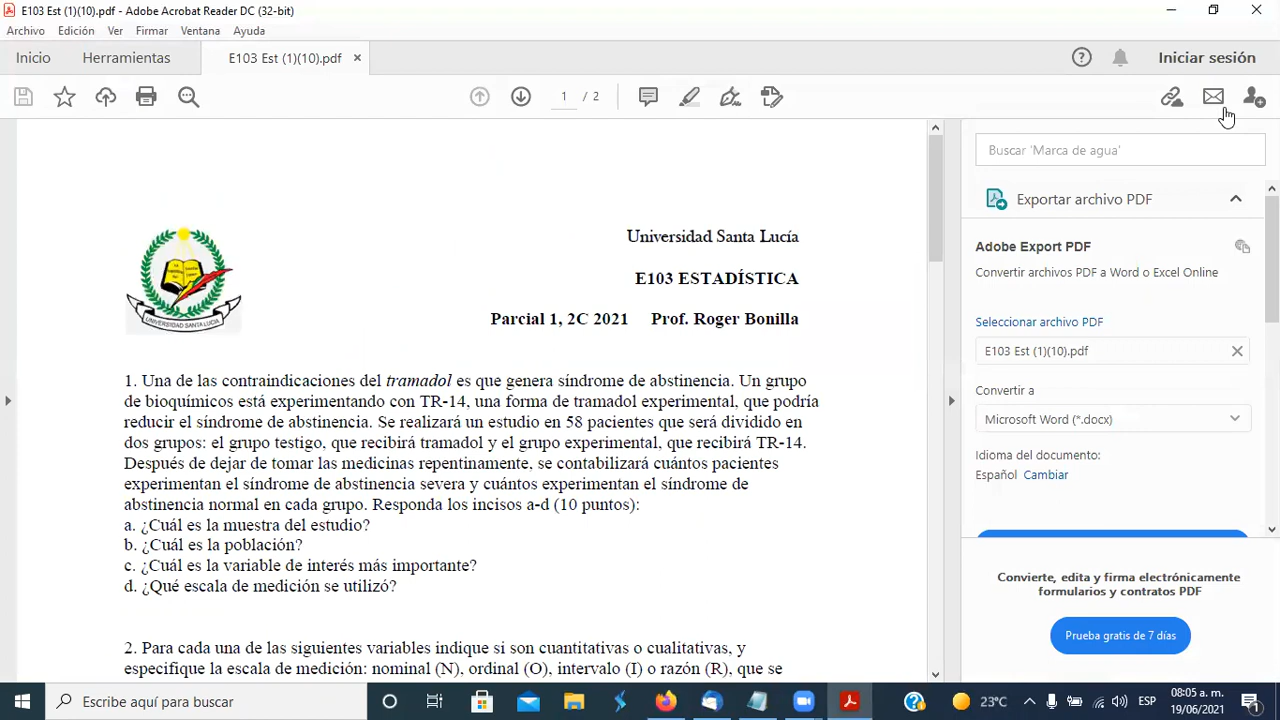 E103 Est (1)(10).pdf - Adobe Acrobat Reader DC (32-bit)
Archivo Edición Ver Firmar Ventana Ayuda
Inicio Herramientas E103 Est (1)(10).pdf × Iniciar sesión
1 / 2
Buscar 'Marca de agua'
Exportar archivo PDF
Adobe Export PDF
Convertir archivos PDF a Word o Excel Online
Seleccionar archivo PDF
E103 Est (1)(10).pdf
Convertir a
Microsoft Word (*.docx)
Idioma del documento:
Español Cambiar
Convierte, edita y firma electrónicamente
formularios y contratos PDF
Prueba gratis de 7 días
UNIVERSIDAD SANTA LUCIA
Universidad Santa Lucía
E103 ESTADÍSTICA
Parcial 1, 2C 2021 Prof. Roger Bonilla
1. Una de las contraindicaciones del tramadol es que genera síndrome de abstinencia. Un grupo
de bioquímicos está experimentando con TR-14, una forma de tramadol experimental, que podría
reducir el síndrome de abstinencia. Se realizará un estudio en 58 pacientes que será dividido en
dos grupos: el grupo testigo, que recibirá tramadol y el grupo experimental, que recibirá TR-14.
Después de dejar de tomar las medicinas repentinamente, se contabilizará cuántos pacientes
experimentan el síndrome de abstinencia severa y cuántos experimentan el síndrome de
abstinencia normal en cada grupo. Responda los incisos a-d (10 puntos):
a. ¿Cuál es la muestra del estudio?
b. ¿Cuál es la población?
c. ¿Cuál es la variable de interés más importante?
d. ¿Qué escala de medición se utilizó?
2. Para cada una de las siguientes variables indique si son cuantitativas o cualitativas, y
especifique la escala de medición: nominal (N), ordinal (O), intervalo (I) o razón (R), que se
Escribe aquí para buscar
23°C ESP 08:05 a. m.
19/06/2021
1